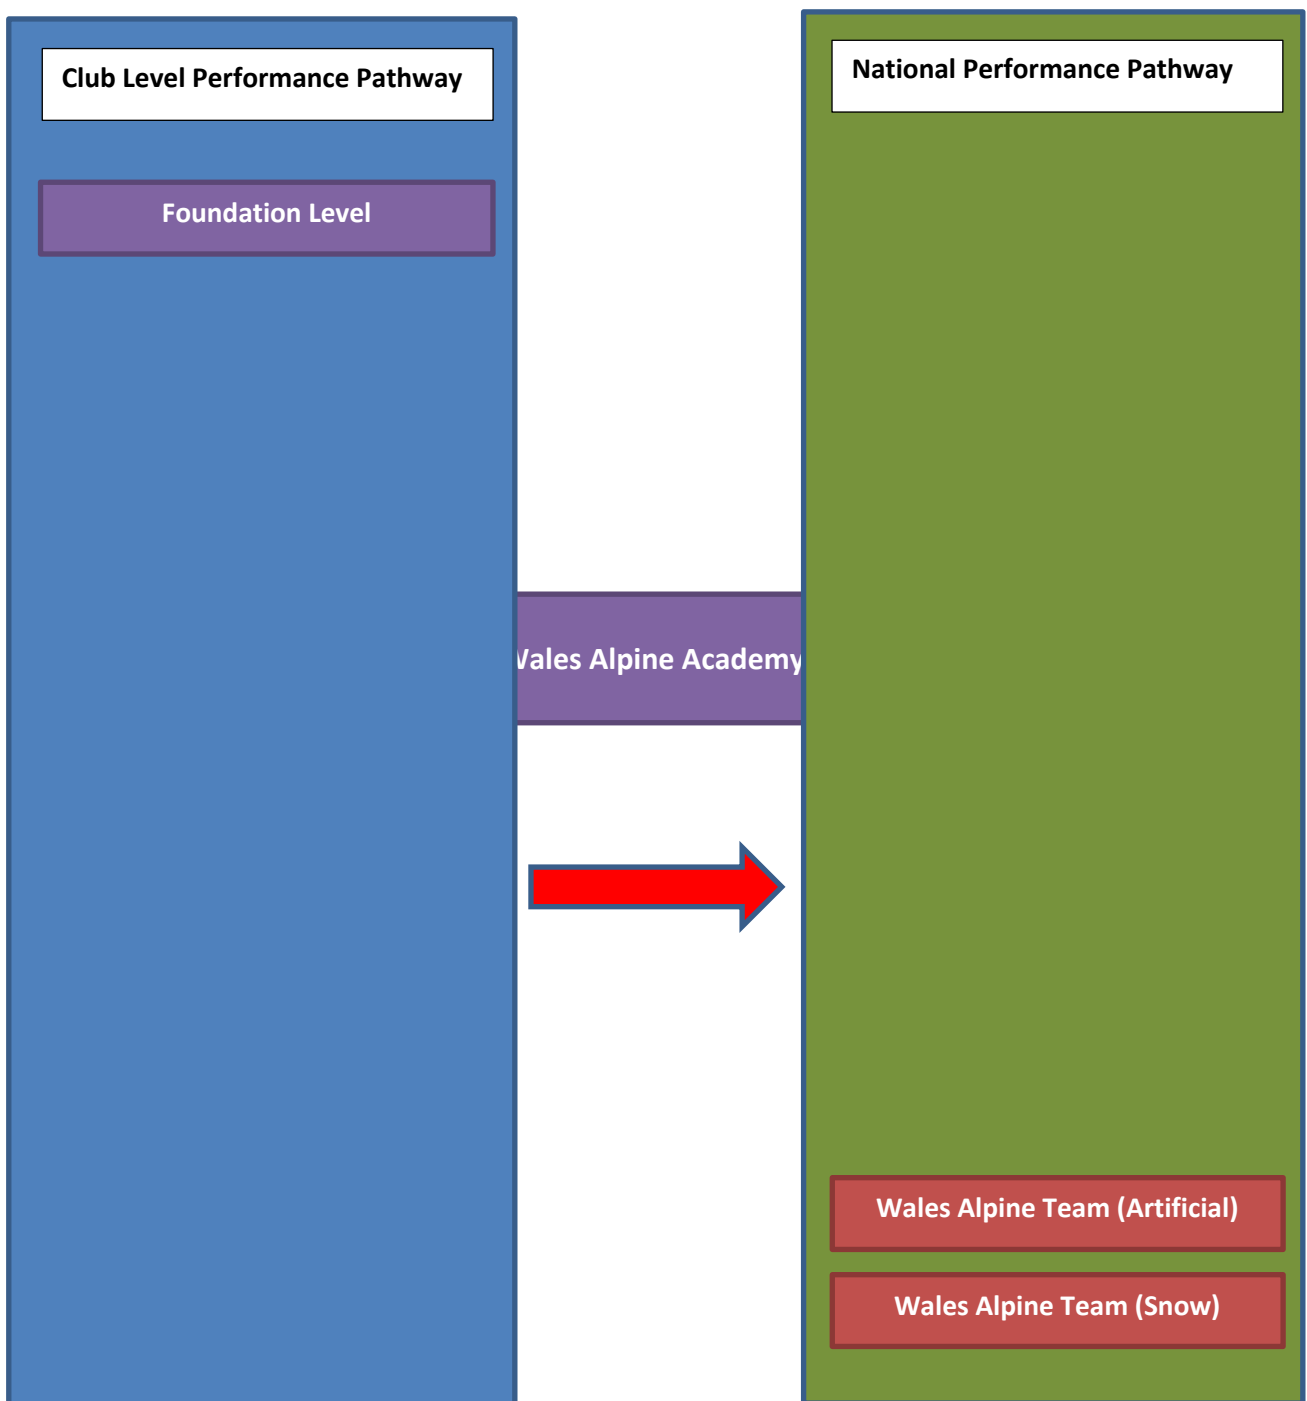 Club Level Performance Pathway
National Performance Pathway
Foundation Level
Alpine Academy
Wales Alpine Team (Artificial)
Wales Alpine Team (Snow)